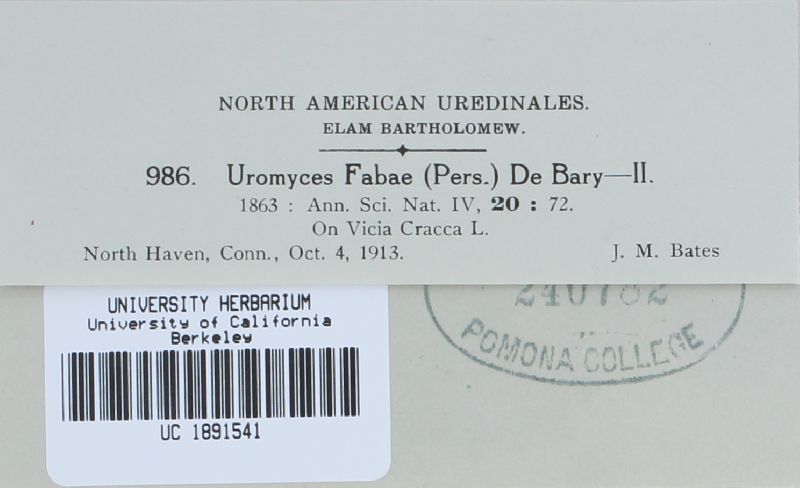 NORTH AMERICAN UREDINALES.
ELAM BARTHOLOMEW.
986. Uromyces Fabae (Pers.) De Bary—II.
1863 : Ann. Sci. Nat. IV, 20 : 72.
On Vicia Cracca L.
North Haven, Conn., Oct. 4, 1913. J. M. Bates
UNIVERSITY HERBARIUM
University of California
Berkeley
UC 1891541
240782
POMONA COLLEGE